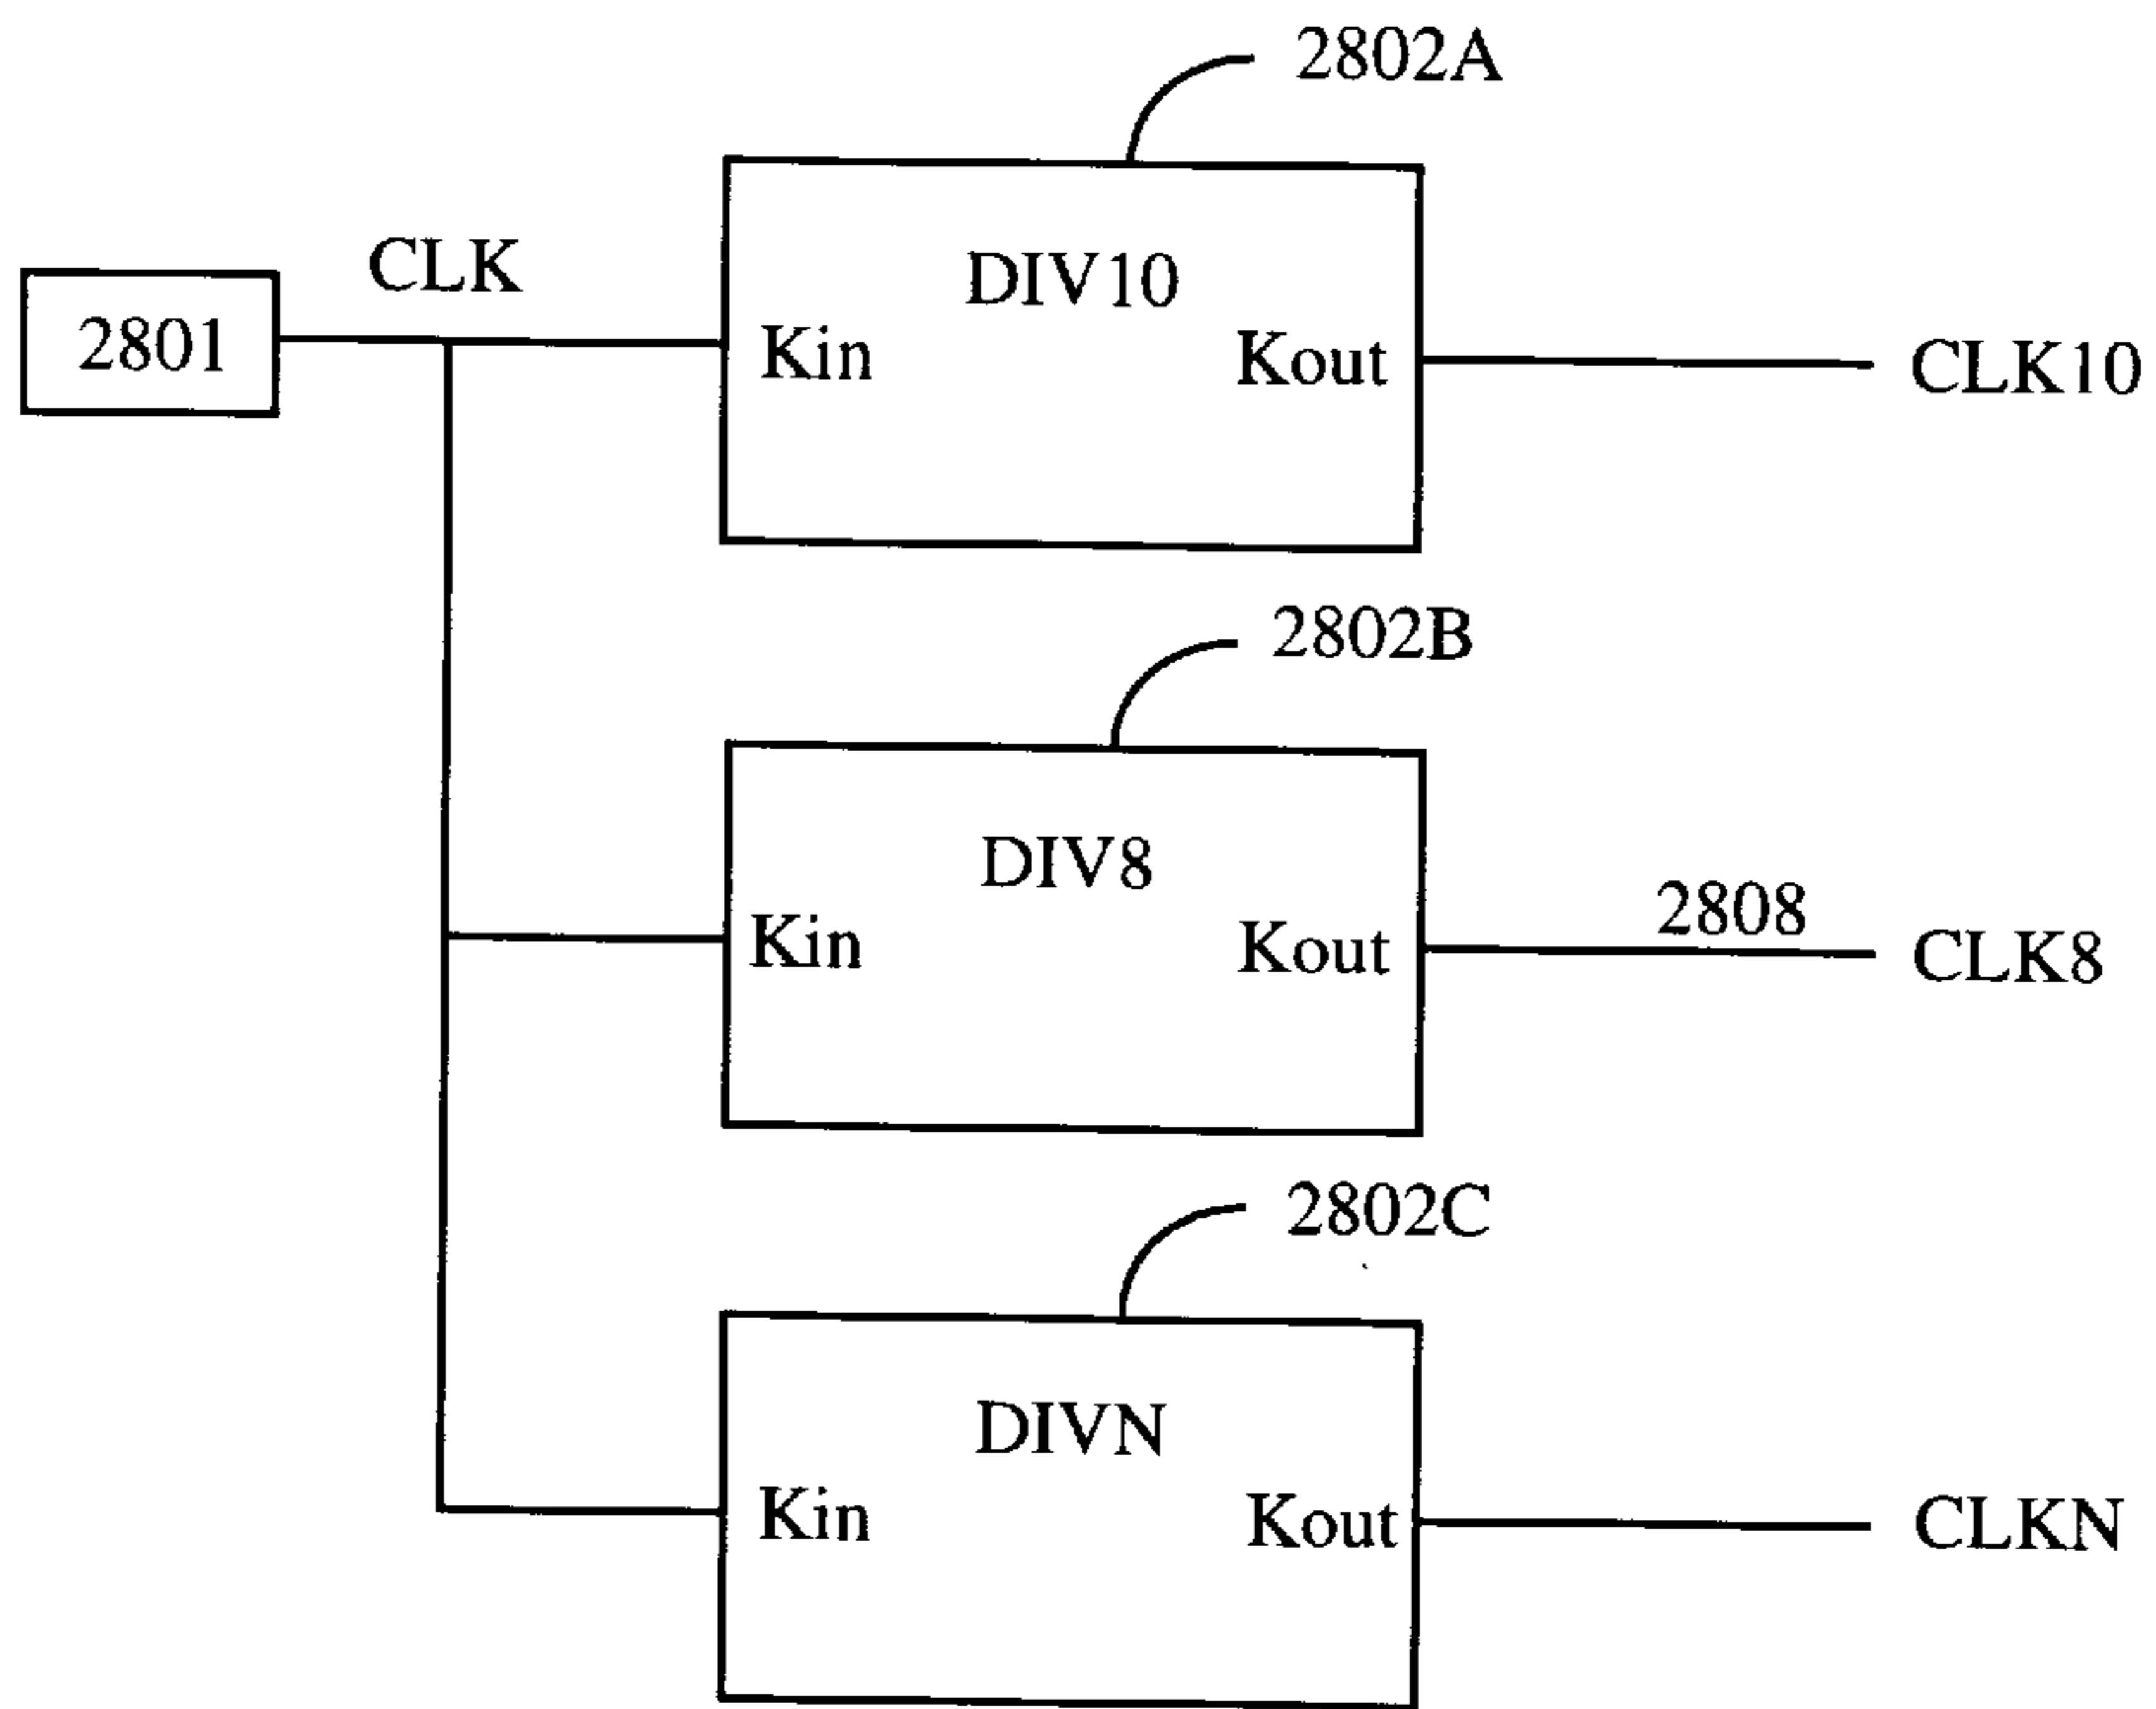 2802A
CLK
DIV10
2801
Kin
Kout
CLK10
2802B
DIV8
2808
Kin
Kout
CLK8
2802C
DIVN
Kin
Kout
CLKN